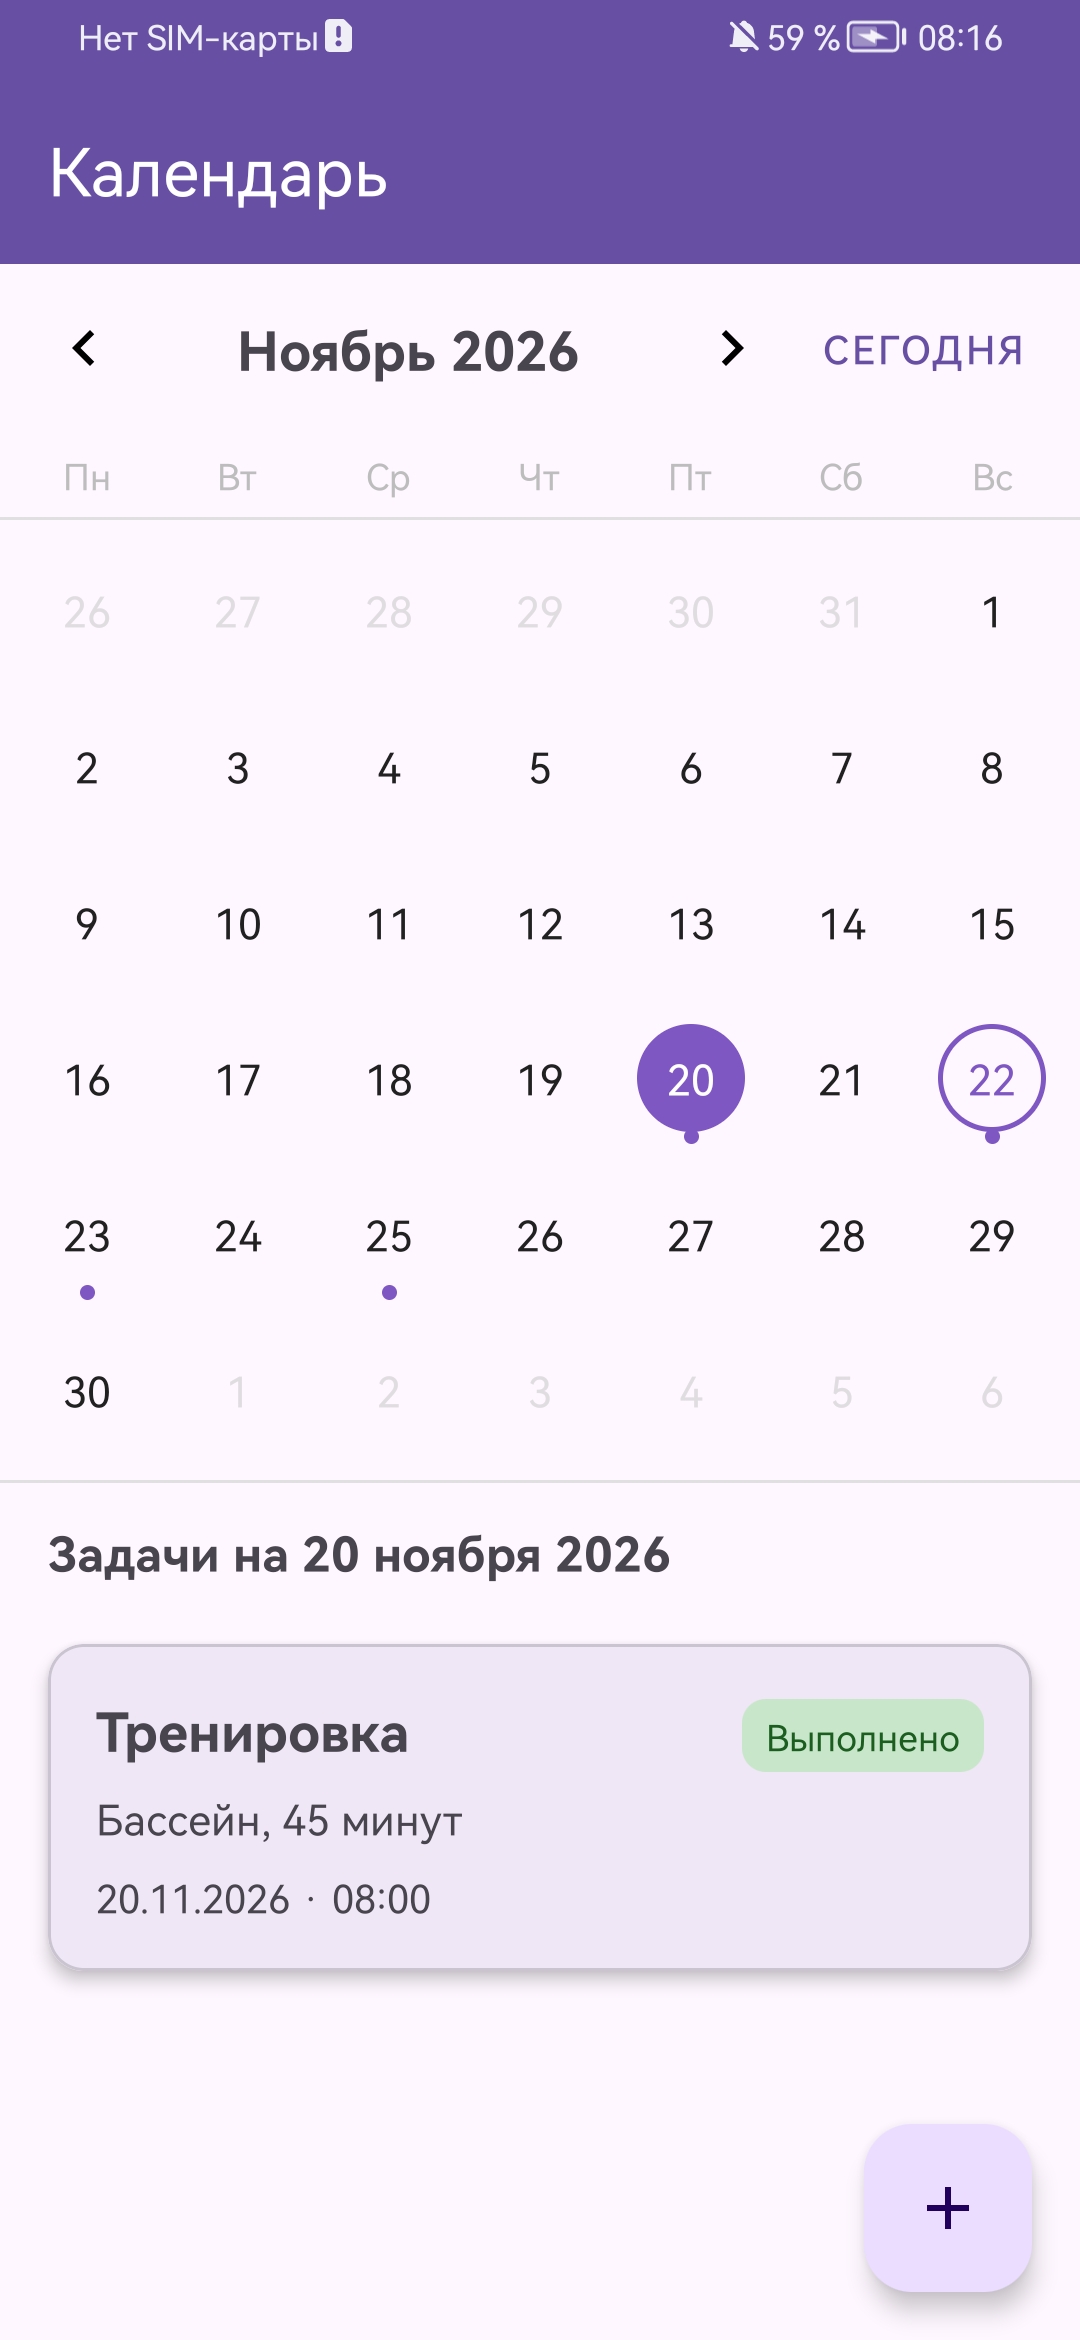 Нет SIM-карты 59 % 08:16
Календарь
Ноябрь 2026 СЕГОДНЯ
Пн Вт Ср Чт Пт Сб Вс
26 27 28 29 30 31 1
2 3 4 5 6 7 8
9 10 11 12 13 14 15
16 17 18 19 20 21 22
23 24 25 26 27 28 29
30 1 2 3 4 5 6
Задачи на 20 ноября 2026
Тренировка Выполнено
Бассейн, 45 минут
20.11.2026 · 08:00